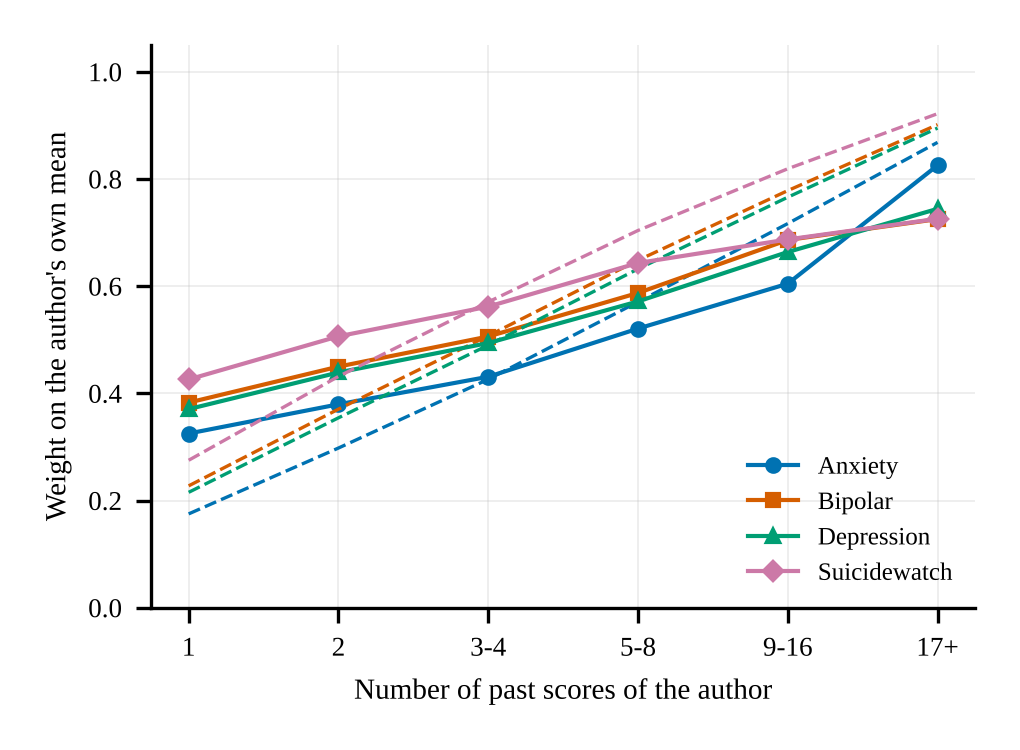 Weight on the author's own mean
1.0
0.8
0.6
0.4
0.2
0.0
1 2 3-4 5-8 9-16 17+
Number of past scores of the author
Anxiety
Bipolar
Depression
Suicidewatch